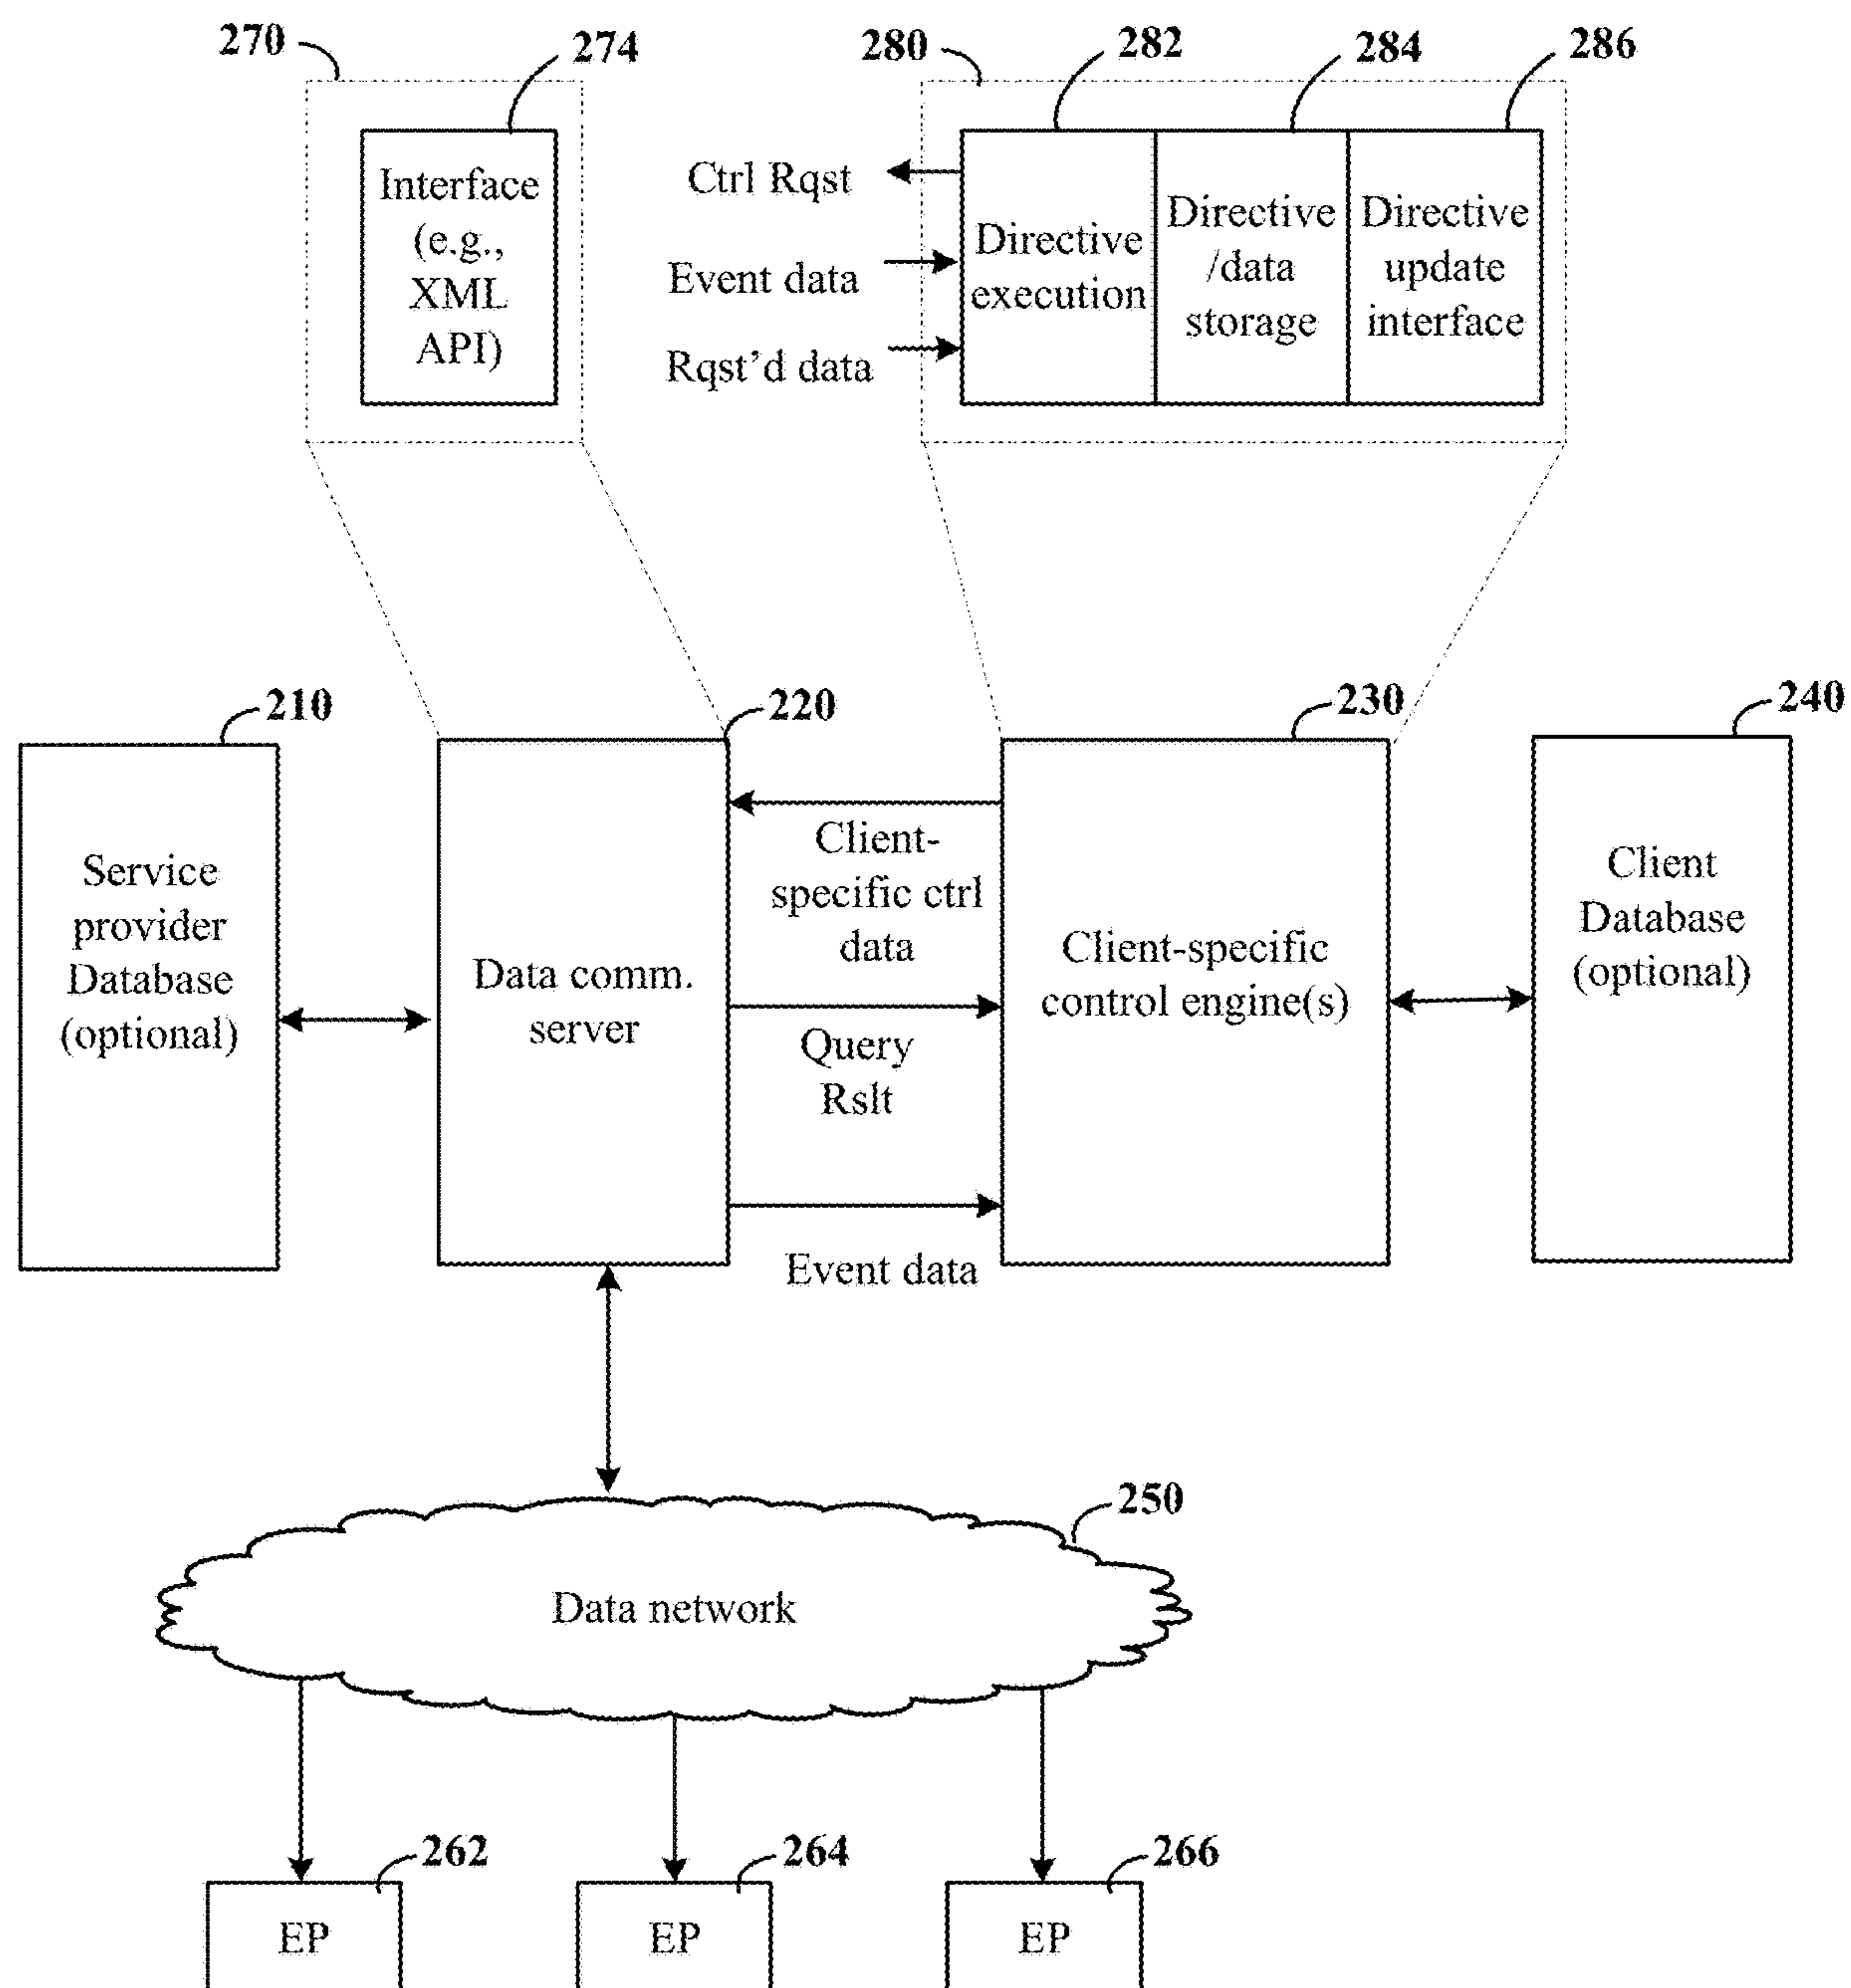 270
274
280
282
284
286
Interface
(e.g.,
XML
API)
Ctrl Rqst
Event data
Rqst'd data
Directive
execution
Directive
/data
storage
Directive
update
interface
210
220
230
240
Service
provider
Database
(optional)
Data comm.
server
Client-
specific ctrl
data
Query
Rslt
Event data
Client-specific
control engine(s)
Client
Database
(optional)
250
Data network
262
264
266
EP
EP
EP